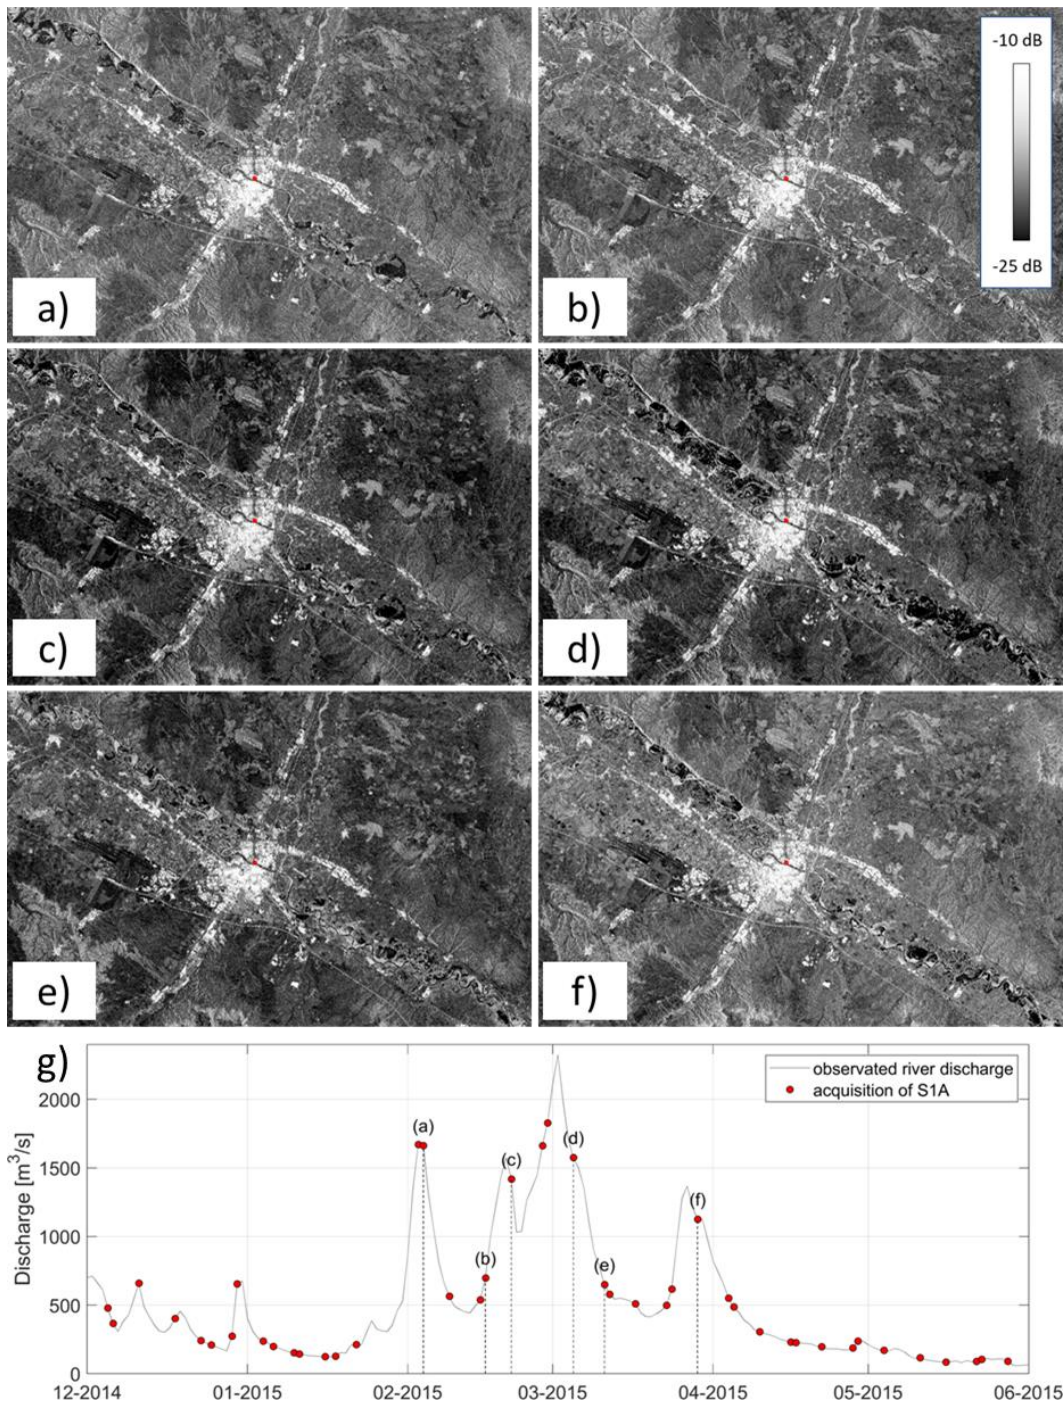 -10 dB
-25 dB
a)
b)
c)
d)
e)
f)
g)
observated river discharge
acquisition of S1A
(a)
(b)
(c)
(d)
(e)
(f)
Discharge [m³/s]
2000
1500
1000
500
0
12-2014 01-2015 02-2015 03-2015 04-2015 05-2015 06-2015